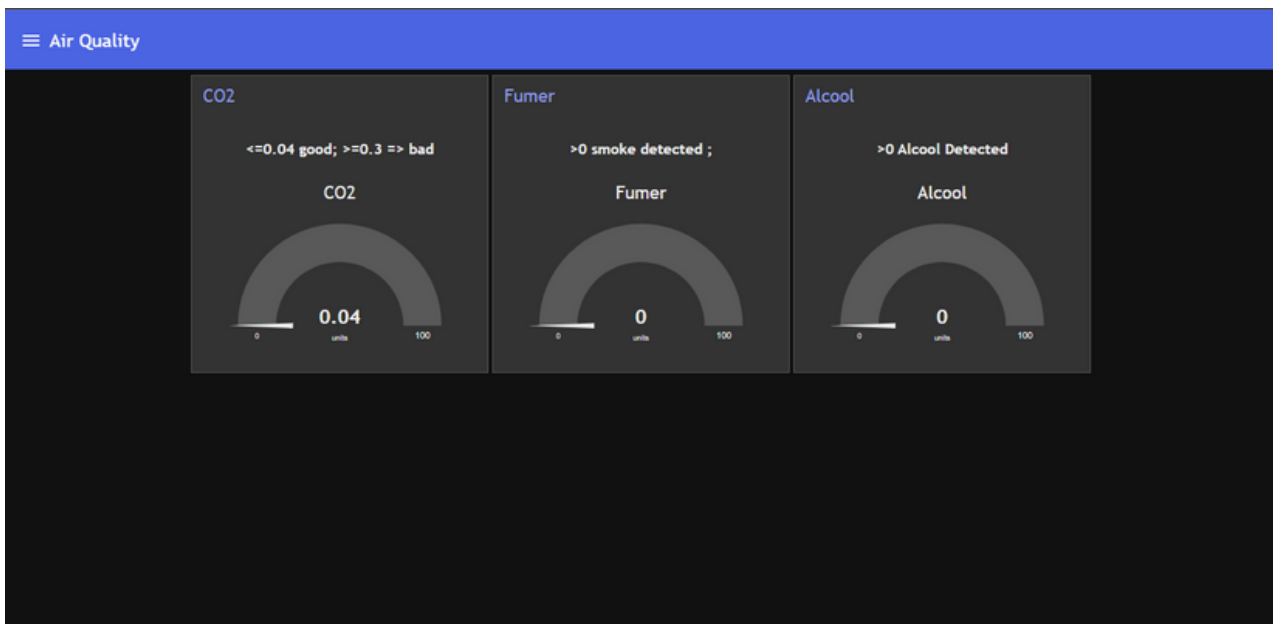 Air Quality
CO2
<=0.04 good; >=0.3 => bad
CO2
0.04
0
units
100
Fumer
>0 smoke detected ;
Fumer
0
0
units
100
Alcool
>0 Alcool Detected
Alcool
0
0
units
100